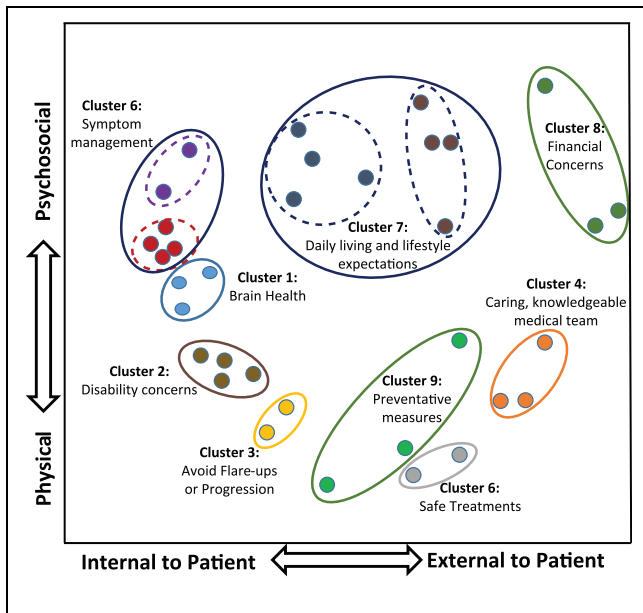 Cluster 6:
Symptom
management
Cluster 8:
Financial
Concerns
Cluster 7:
Daily living and lifestyle
expectations
Cluster 1:
Brain Health
Cluster 4:
Caring, knowledgeable
medical team
Cluster 2:
Disability concerns
Cluster 9:
Preventative
measures
Cluster 3:
Avoid Flare-ups
or Progression
Cluster 6:
Safe Treatments
Psychosocial
Physical
Internal to Patient
External to Patient